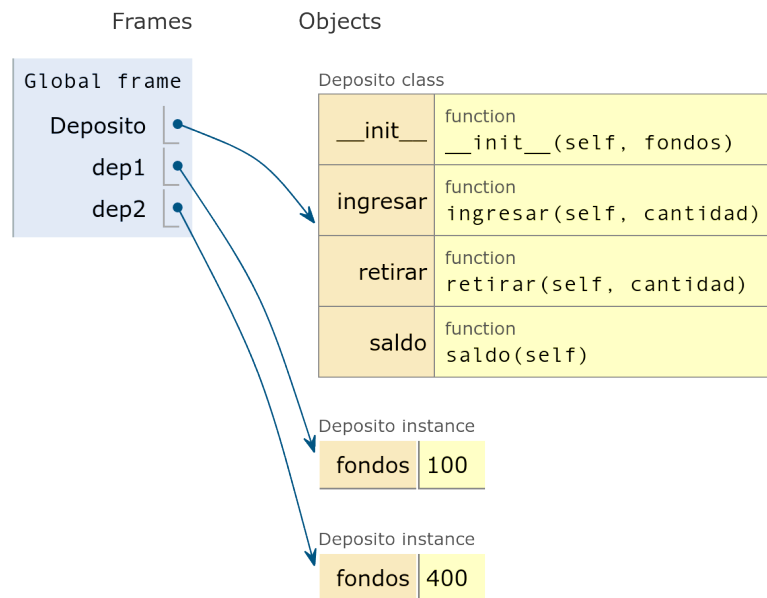 Frames Objects
Global frame
Deposito
dep1
dep2
Deposito class
__init__ function
__init__(self, fondos)
ingresar function
ingresar(self, cantidad)
retirar function
retirar(self, cantidad)
saldo function
saldo(self)
Deposito instance
fondos 100
Deposito instance
fondos 400